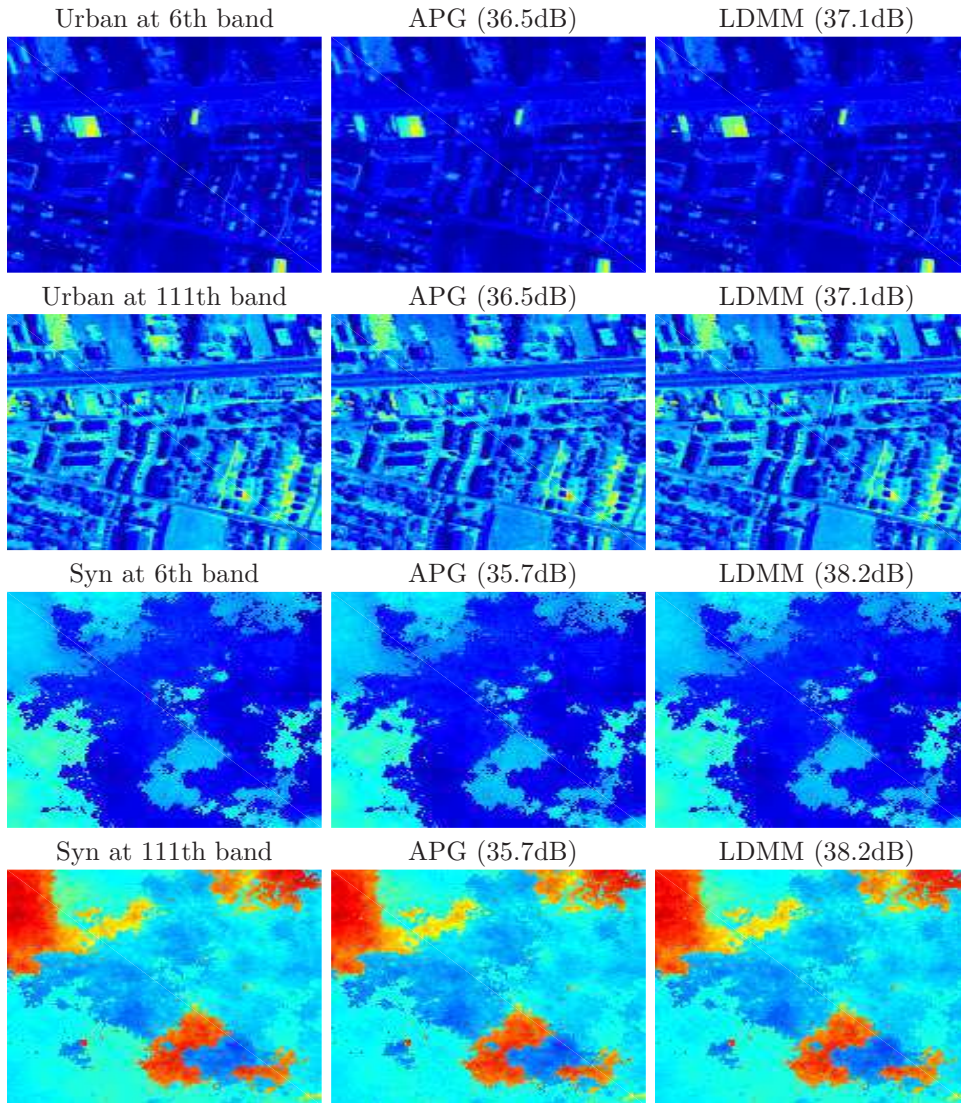 Urban at 6th band APG (36.5dB) LDMM (37.1dB)
Urban at 111th band APG (36.5dB) LDMM (37.1dB)
Syn at 6th band APG (35.7dB) LDMM (38.2dB)
Syn at 111th band APG (35.7dB) LDMM (38.2dB)